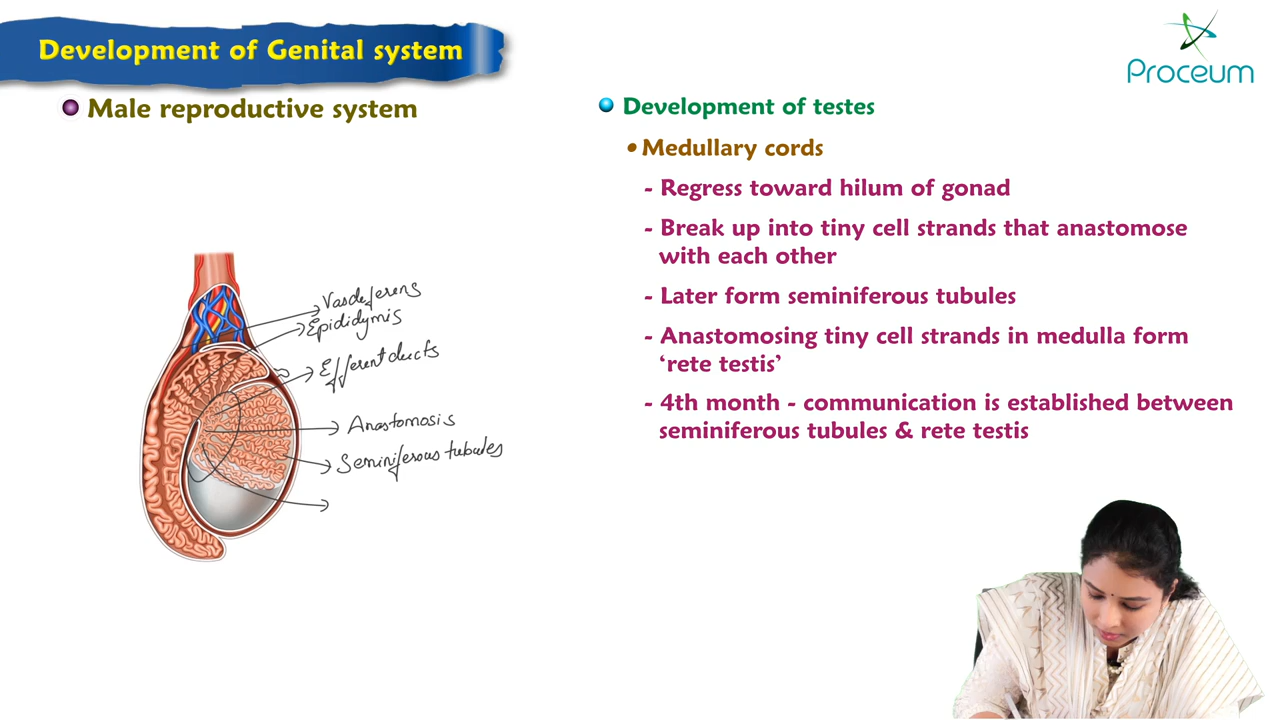 Development of Genital system
Proceum
Male reproductive system
Development of testes
Medullary cords
- Regress toward hilum of gonad
- Break up into tiny cell strands that anastomose
with each other
- Later form seminiferous tubules
- Anastomosing tiny cell strands in medulla form
‘rete testis’
- 4th month - communication is established between
seminiferous tubules & rete testis
Vasdeferens
Epididymis
Efferent ducts
Anastomosis
Seminiferous tubules